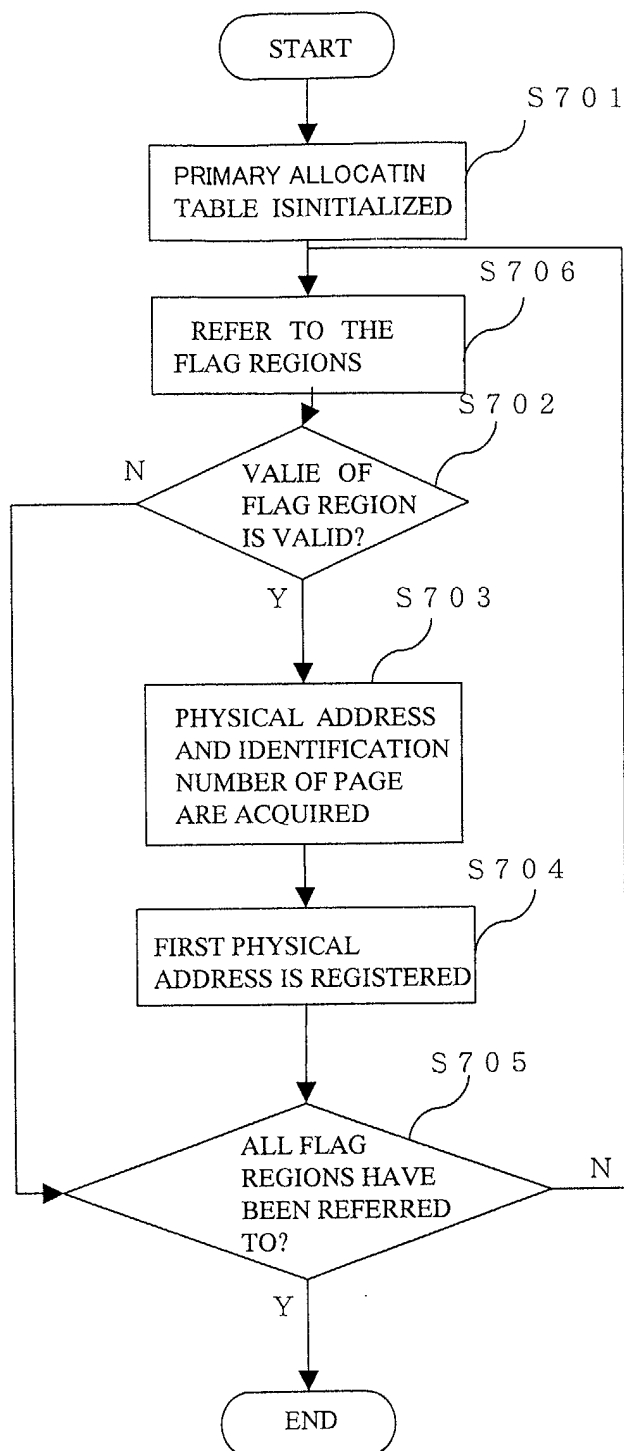 START
S701
PRIMARY ALLOCATIN
TABLE ISINITIALIZED
S706
REFER TO THE
FLAG REGIONS
S702
N
VALIE OF
FLAG REGION
IS VALID?
Y
S703
PHYSICAL ADDRESS
AND IDENTIFICATION
NUMBER OF PAGE
ARE ACQUIRED
S704
FIRST PHYSICAL
ADDRESS IS REGISTERED
S705
ALL FLAG
REGIONS HAVE
BEEN REFERRED
TO?
N
Y
END